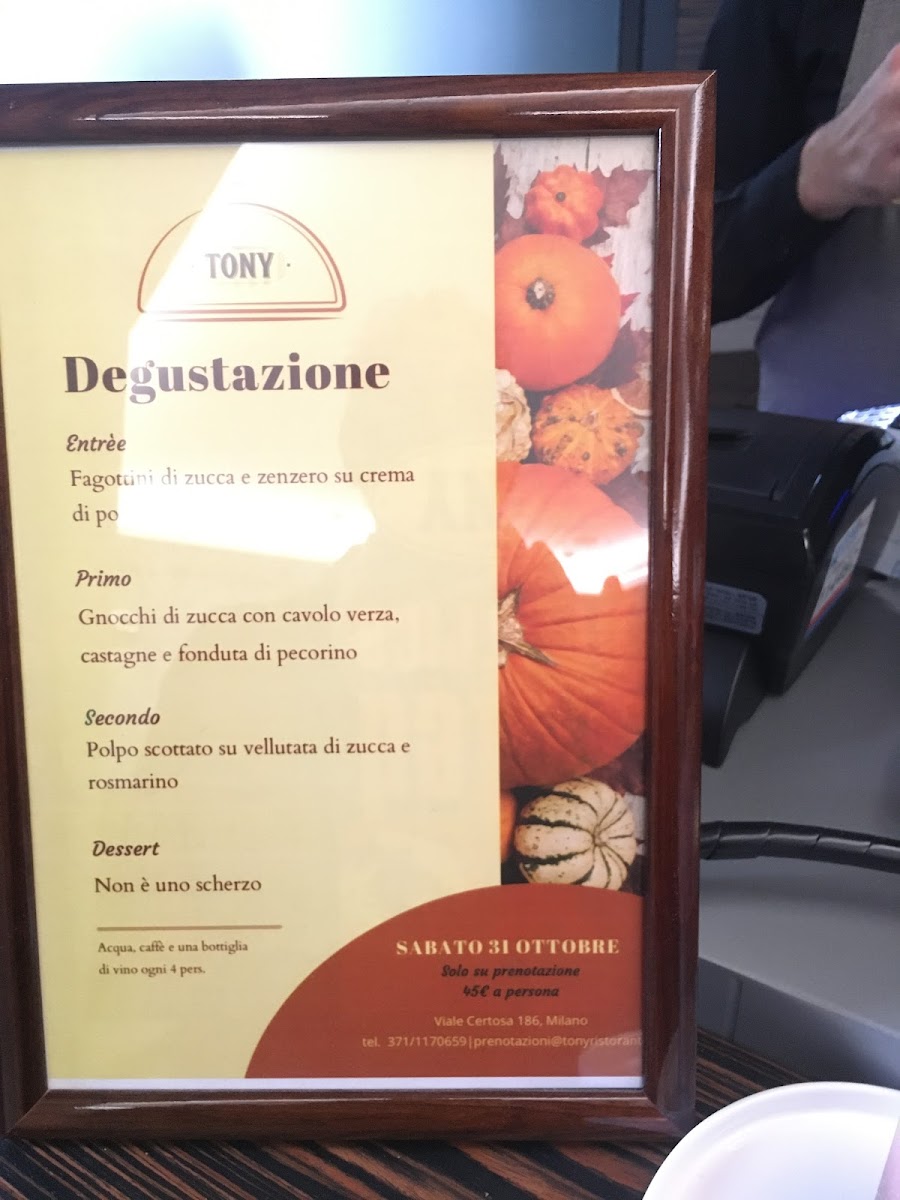 TONY
Degustazione
Entrèe
Fagottini di zucca e zenzero su crema
di
Primo
Gnocchi di zucca con cavolo verza,
castagne e fonduta di pecorino
Secondo
Polpo scottato su vellutata di zucca e
rosmarino
Dessert
Non è uno scherzo
Acqua, caffè e una bottiglia
di vino ogni 4 pers.
SABATO 31 OTTOBRE
Solo su prenotazione
45€ a persona
Viale Certosa 186, Milano
tel. 371/1170659|prenotazioni@tonyristorant